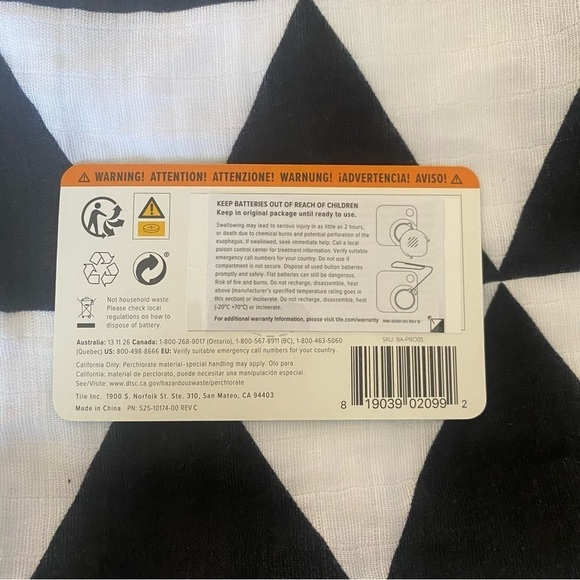 ⚠ WARNING! ATTENTION! ATTENZIONE! WARNUNG! ¡ADVERTENCIA! AVISO! ⚠
KEEP BATTERIES OUT OF REACH OF CHILDREN
Keep in original package until ready to use.
Swallowing may lead to serious injury in as little as 2 hours,
or death due to chemical burns and potential perforation of the
esophagus. If swallowed, seek immediate help. Call a local
poison control center for treatment information. Verify suitable
emergency call numbers for your country. Do not use if
compartment is not secure. Dispose of used button batteries
promptly and safely. Flat batteries can still be dangerous.
Risk of fire and burns. Do not recharge, disassemble, heat
above (manufacturer's specified temperature rating goes in
this section) or incinerate. Do not recharge, disassemble, heet
(-20°C +70°C) or incinerate.
For additional warranty information, please visit tile.com/warranty
Not household waste.
Please check local
regulations on how to
dispose of battery.
Australia: 13 11 26 Canada: 1-800-268-9017 (Ontario), 1-800-567-8911 (BC), 1-800-463-5060
(Quebec) US: 800-498-8666 EU: Verify suitable emergency call numbers for your country.
California Only: Perchlorate material-special handling may apply. Olo para
California: material de perclorato, puede necesitar una manipulación especial.
See/Visite: www.dtsc.ca.gov/hazardouswaste/perchlorate
Tile Inc. 1900 S. Norfolk St. Ste. 310, San Mateo, CA 94403
Made in China PN: 525-10174-00 REV C
SKU: BA-PRO01
8 19039 02099 2